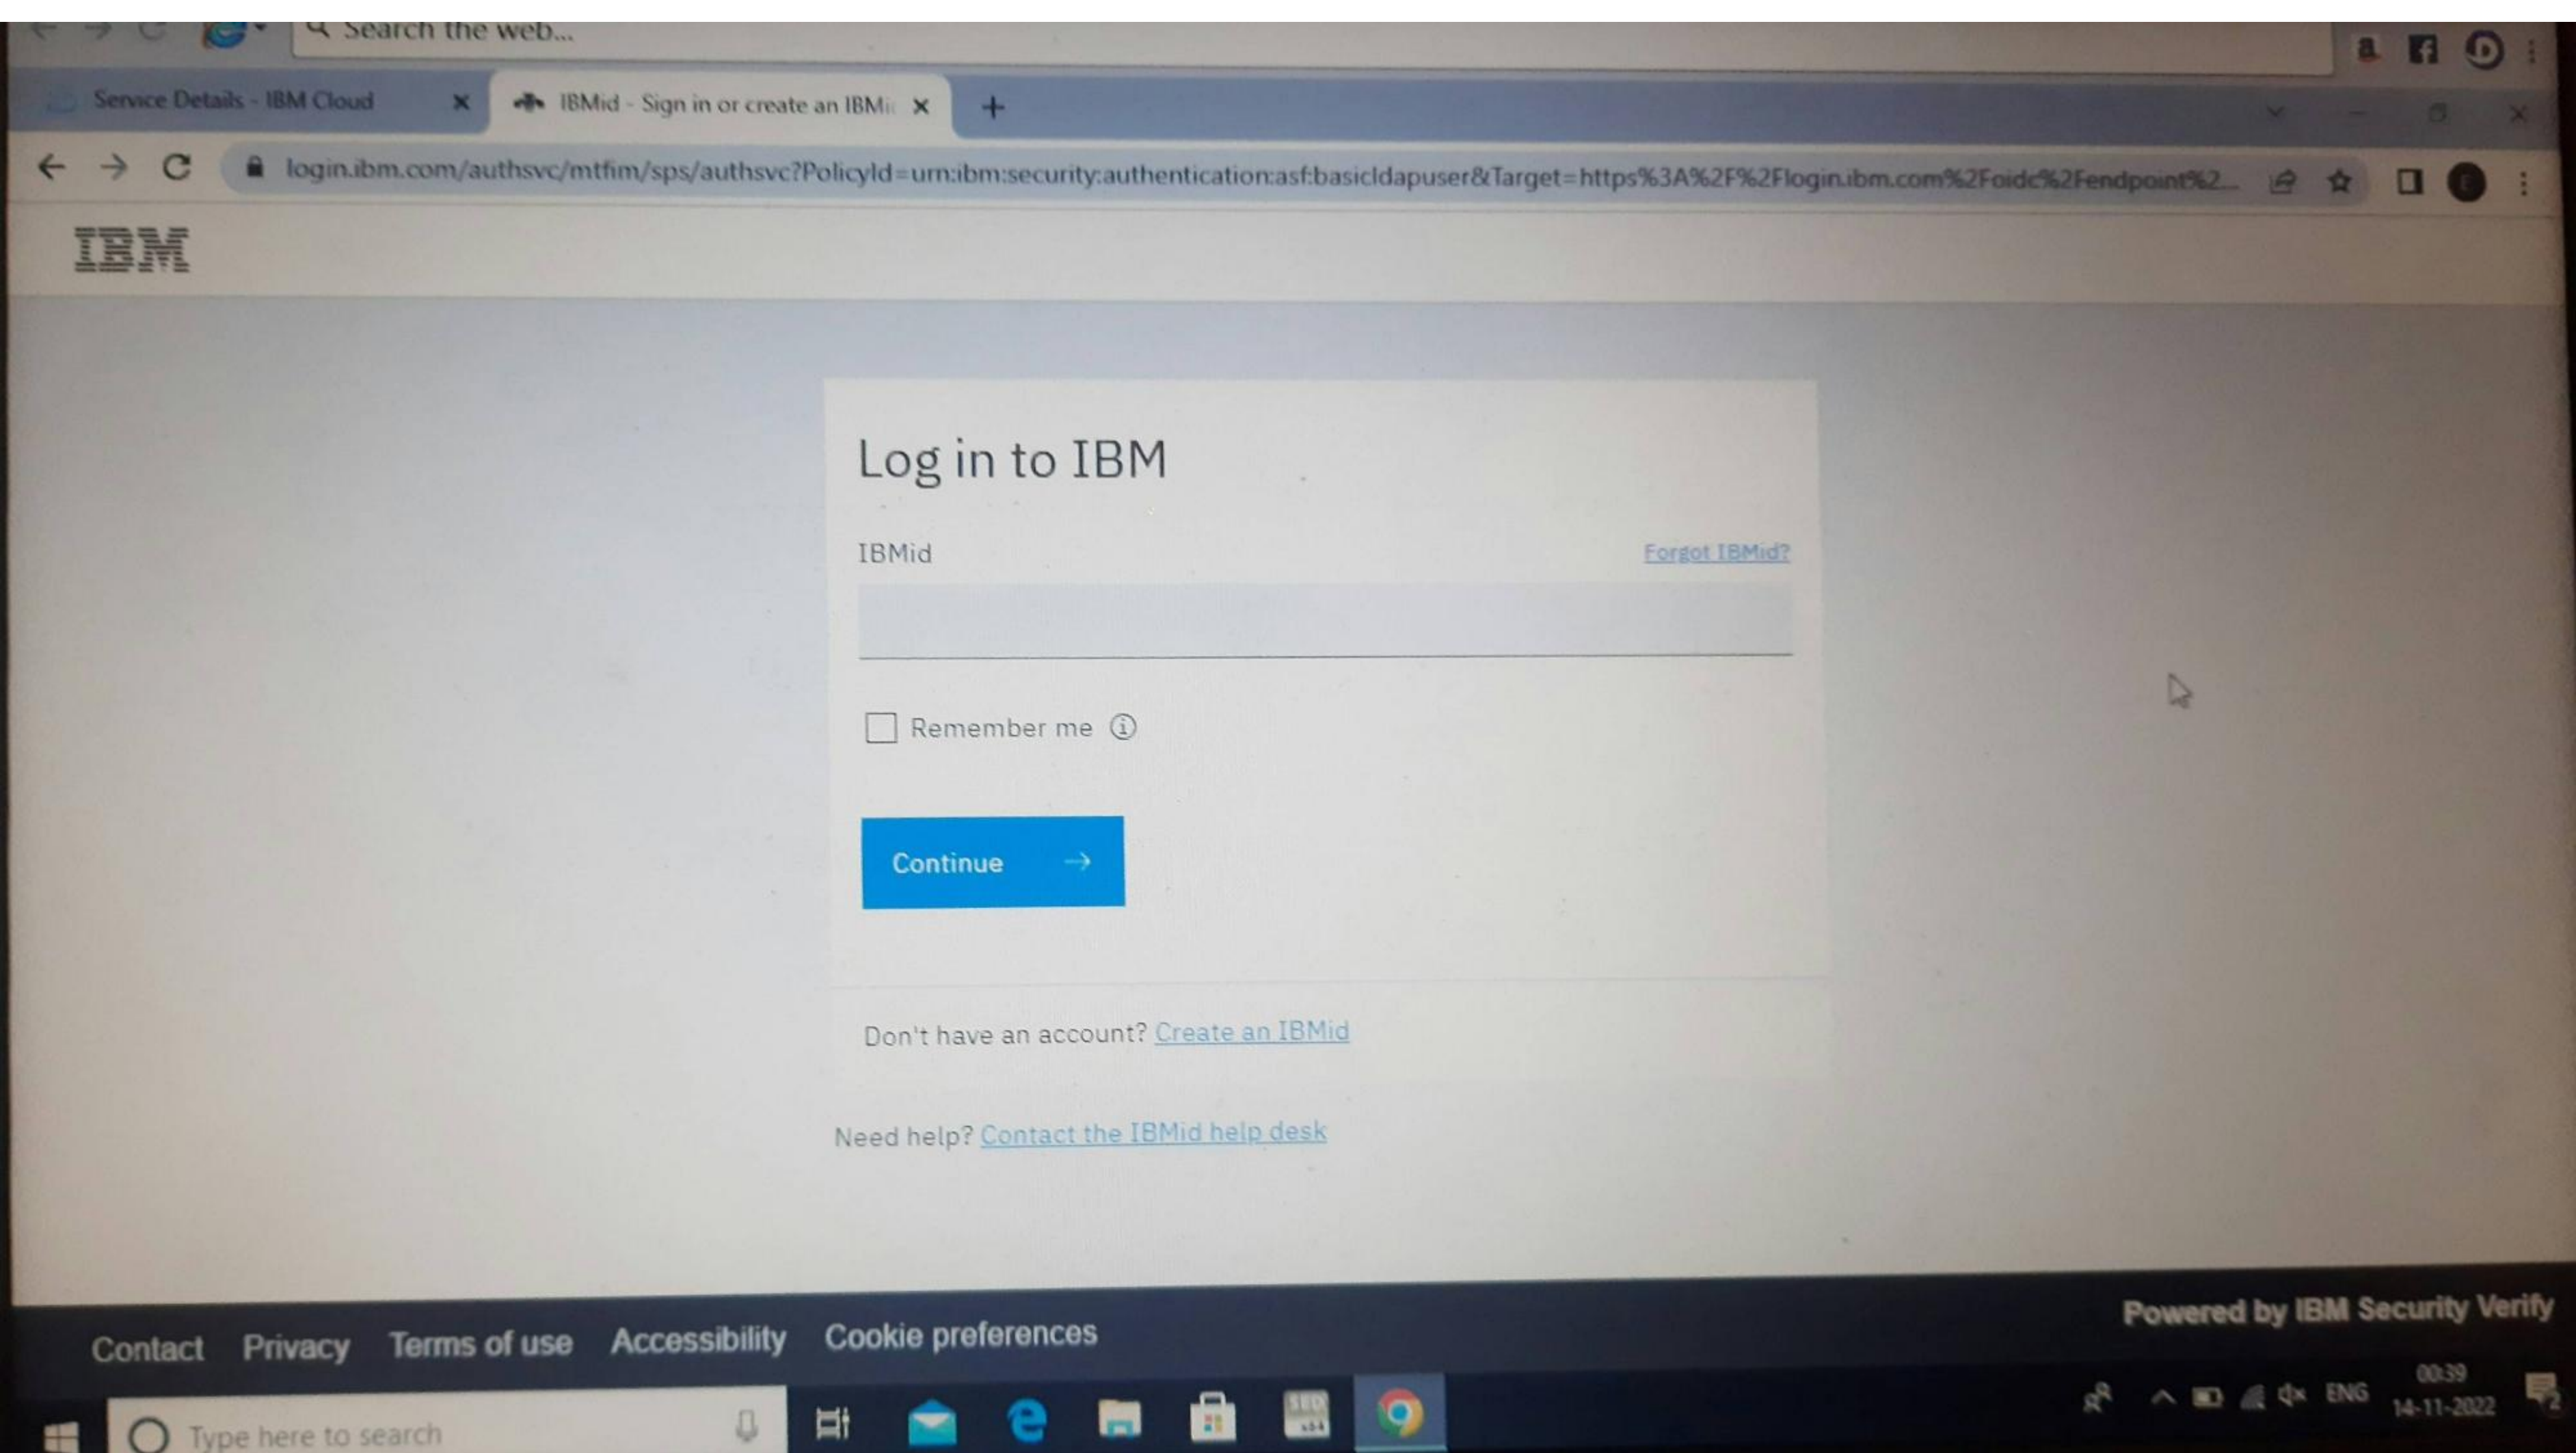 Search the web...
Service Details - IBM Cloud
IBMid - Sign in or create an IBMi
login.ibm.com/authsvc/mtfim/sps/authsvc?PolicyId=urn:ibm:security:authentication:asf:basicldapuser&Target=https%3A%2F%2Flogin.ibm.com%2Foidc%2Fendpoint%2...
IBM
Log in to IBM
IBMid
Forgot IBMid?
Remember me
Continue
Don't have an account? Create an IBMid
Need help? Contact the IBMid help desk
Powered by IBM Security Verify
Contact Privacy Terms of use Accessibility Cookie preferences
Type here to search
ENG
00:39
14-11-2022
2